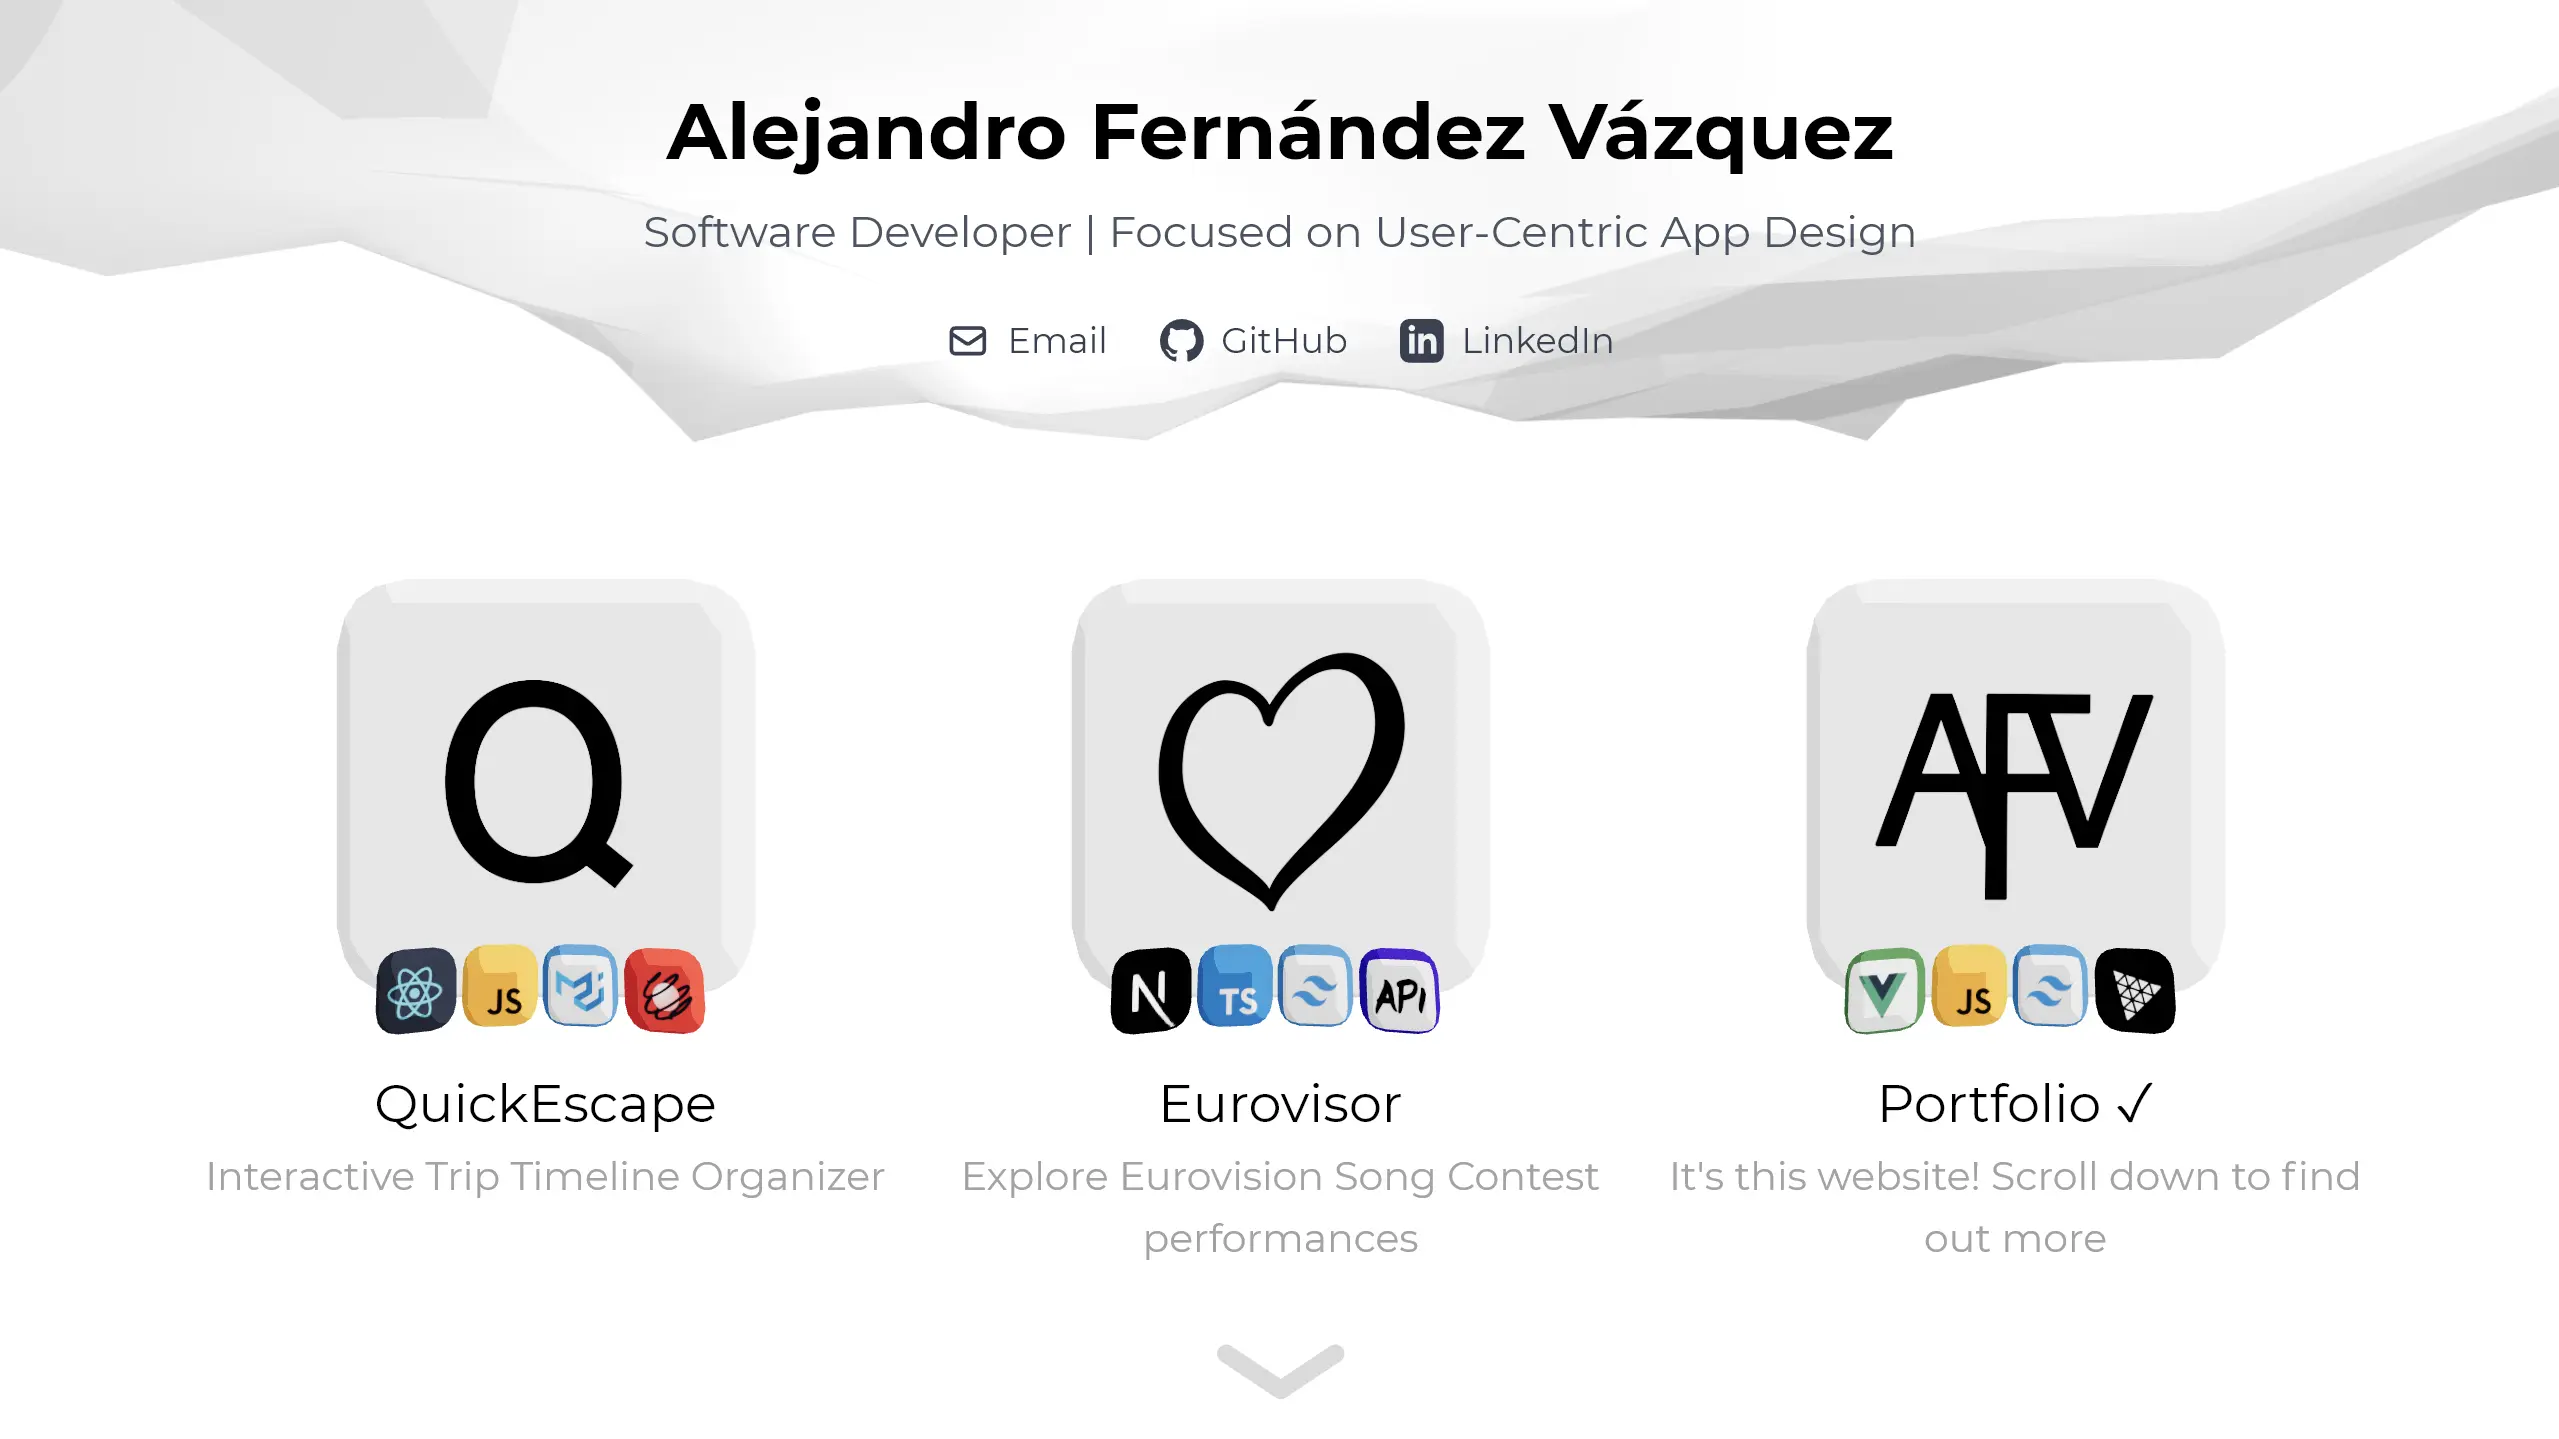 Alejandro Fernández Vázquez
Software Developer | Focused on User-Centric App Design
Email GitHub LinkedIn
Q
AFV
JS
N TS API
JS
QuickEscape Eurovisor Portfolio ✓
Interactive Trip Timeline Organizer
Explore Eurovision Song Contest
performances
It's this website! Scroll down to find
out more